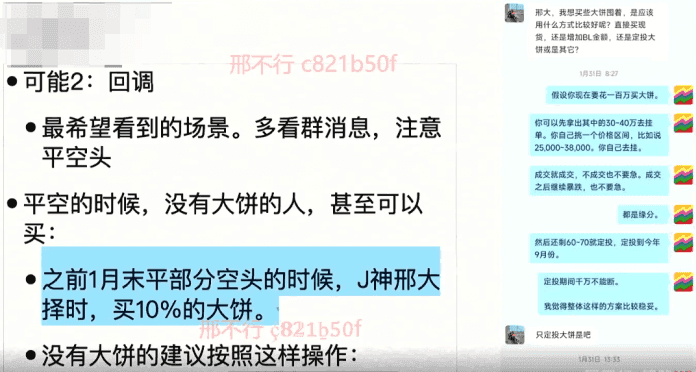 邢不行 c821b50f
可能2：回调
最希望看到的场景。多看群消息，注意
平空头
平空的时候，没有大饼的人，甚至可以
买：
之前1月末平部分空头的时候，J神邢大
择时，买10%的大饼。
邢不行 c821b50f
没有大饼的建议按照这样操作：
邢大，我想买些大饼囤着，是应该
用什么方式比较好呢？直接买现
货，还是增加BL金额，还是定投大
饼或是其它？
1月31日 8:27
假设你现在要花一百万买大饼。
你可以先拿出其中的30-40万去挂
单。你自己挑一个价格区间，比如说
25,000-38,000。你自己去挂。
成交就成交，不成交也不要急。成交
之后继续暴跌，也不要急。
都是缘分。
然后还剩60-70就定投，定投到今年
9月份。
定投期间千万不能断。
我觉得整体这样的方案比较稳妥。
只定投大饼是吧
1月31日 13:33